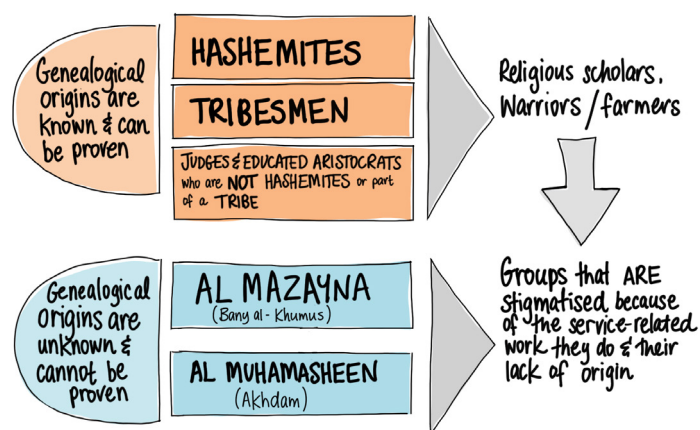 Genealogical
origins are
known & can
be proven
HASHEMITES
TRIBESMEN
JUDGES & EDUCATED ARISTOCRATS
who are NOT HASHEMITES or part
of a TRIBE
Religious scholars,
Warriors / farmers
Genealogical
origins are
unknown &
cannot be
proven
AL MAZAYNA
(Bany al-Khumus)
AL MUHAMASHEEN
(Akhdam)
Groups that ARE
stigmatised because
of the service-related
work they do & their
lack of origin